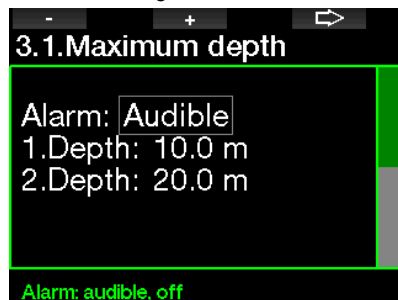 - + ⇨
3.1.Maximum depth
Alarm: Audible
1.Depth: 10.0 m
2.Depth: 20.0 m
Alarm: audible, off